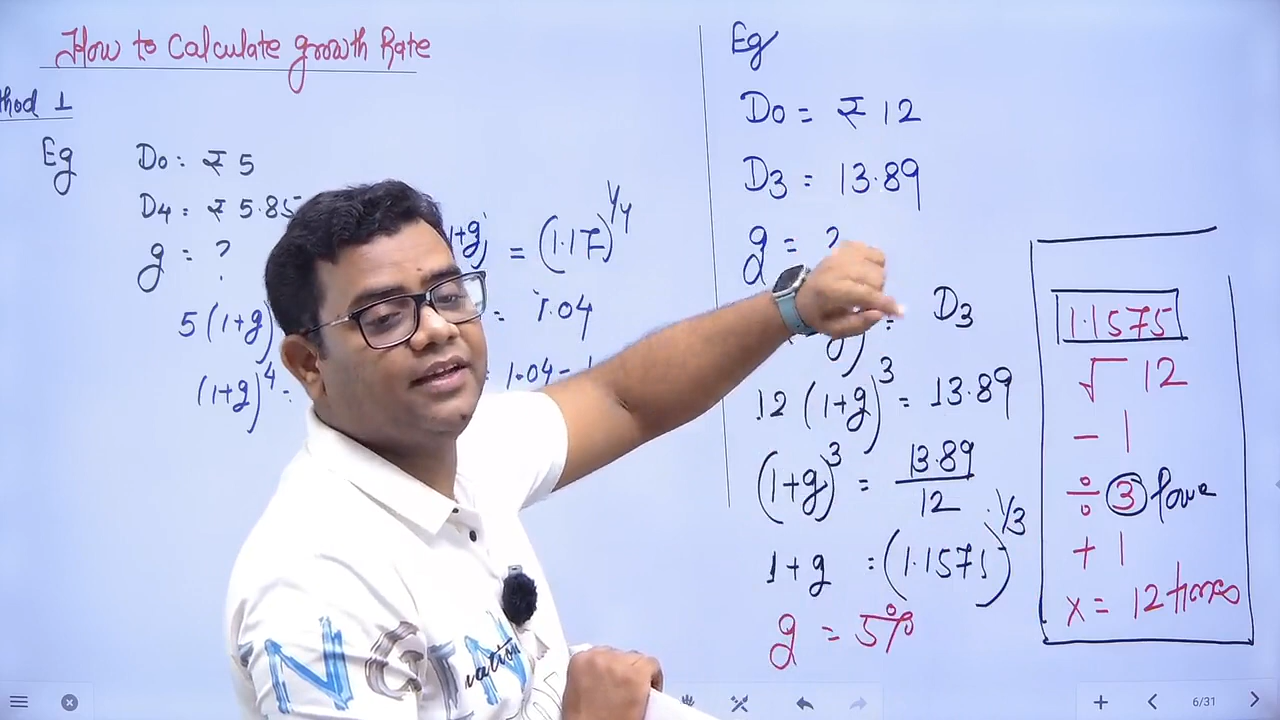 How to Calculate growth Rate
thod 1
Eg
D0 = ₹ 5
D4 = ₹ 5.85
g = ?
5 (1+g)
(1+g)^4 =
1+g = (1.17)^1/4
= 1.04
= 1.04 - 1
Eg
D0 = ₹ 12
D3 = 13.89
g = ?
g) = D3
12 (1+g)^3 = 13.89
(1+g)^3 = 13.89/12
1+g = (1.1575)^1/3
g = 5%
1.1575
√ 12
- 1
÷ 3
+ 1
x = 12 times
nation
6/31